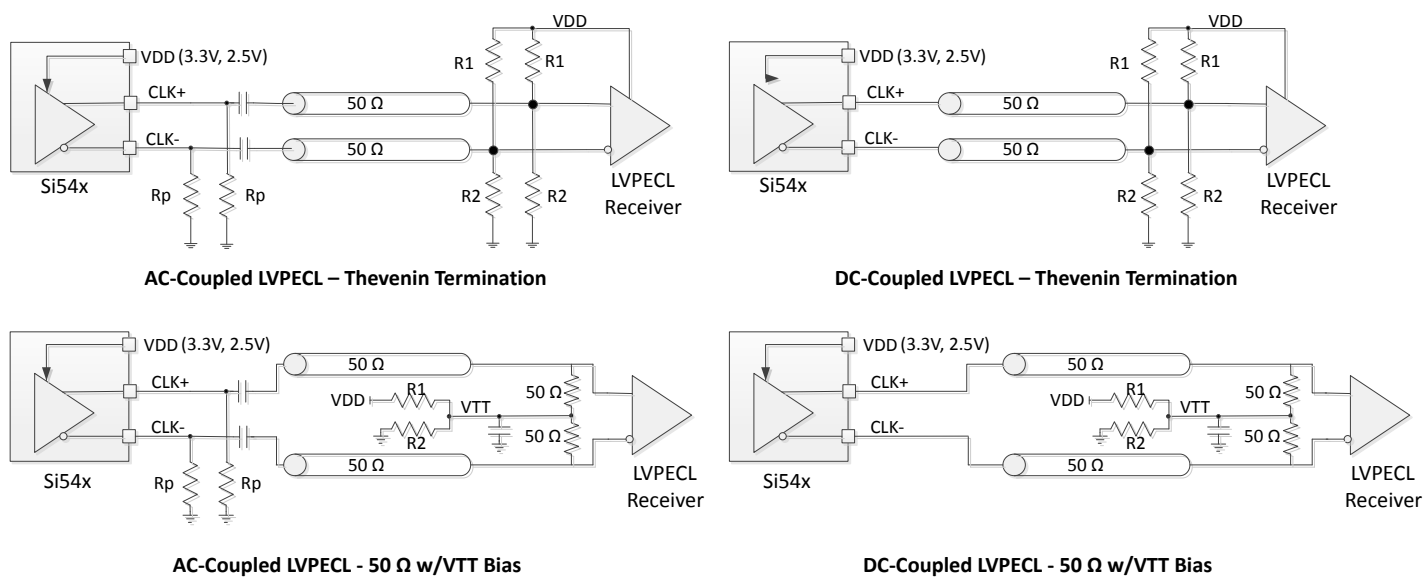 VDD
VDD (3.3V, 2.5V)
R1
R1
CLK+
50 Ω
CLK-
50 Ω
Si54x
Rp
Rp
R2
R2
LVPECL
Receiver
AC-Coupled LVPECL – Thevenin Termination
VDD
VDD (3.3V, 2.5V)
R1
R1
CLK+
50 Ω
CLK-
50 Ω
Si54x
R2
R2
LVPECL
Receiver
DC-Coupled LVPECL – Thevenin Termination
VDD (3.3V, 2.5V)
50 Ω
CLK+
R1
VDD
VTT
50 Ω
CLK-
R2
50 Ω
50 Ω
Si54x
Rp
Rp
LVPECL
Receiver
AC-Coupled LVPECL - 50 Ω w/VTT Bias
VDD (3.3V, 2.5V)
50 Ω
CLK+
R1
VDD
VTT
50 Ω
CLK-
R2
50 Ω
50 Ω
Si54x
LVPECL
Receiver
DC-Coupled LVPECL - 50 Ω w/VTT Bias